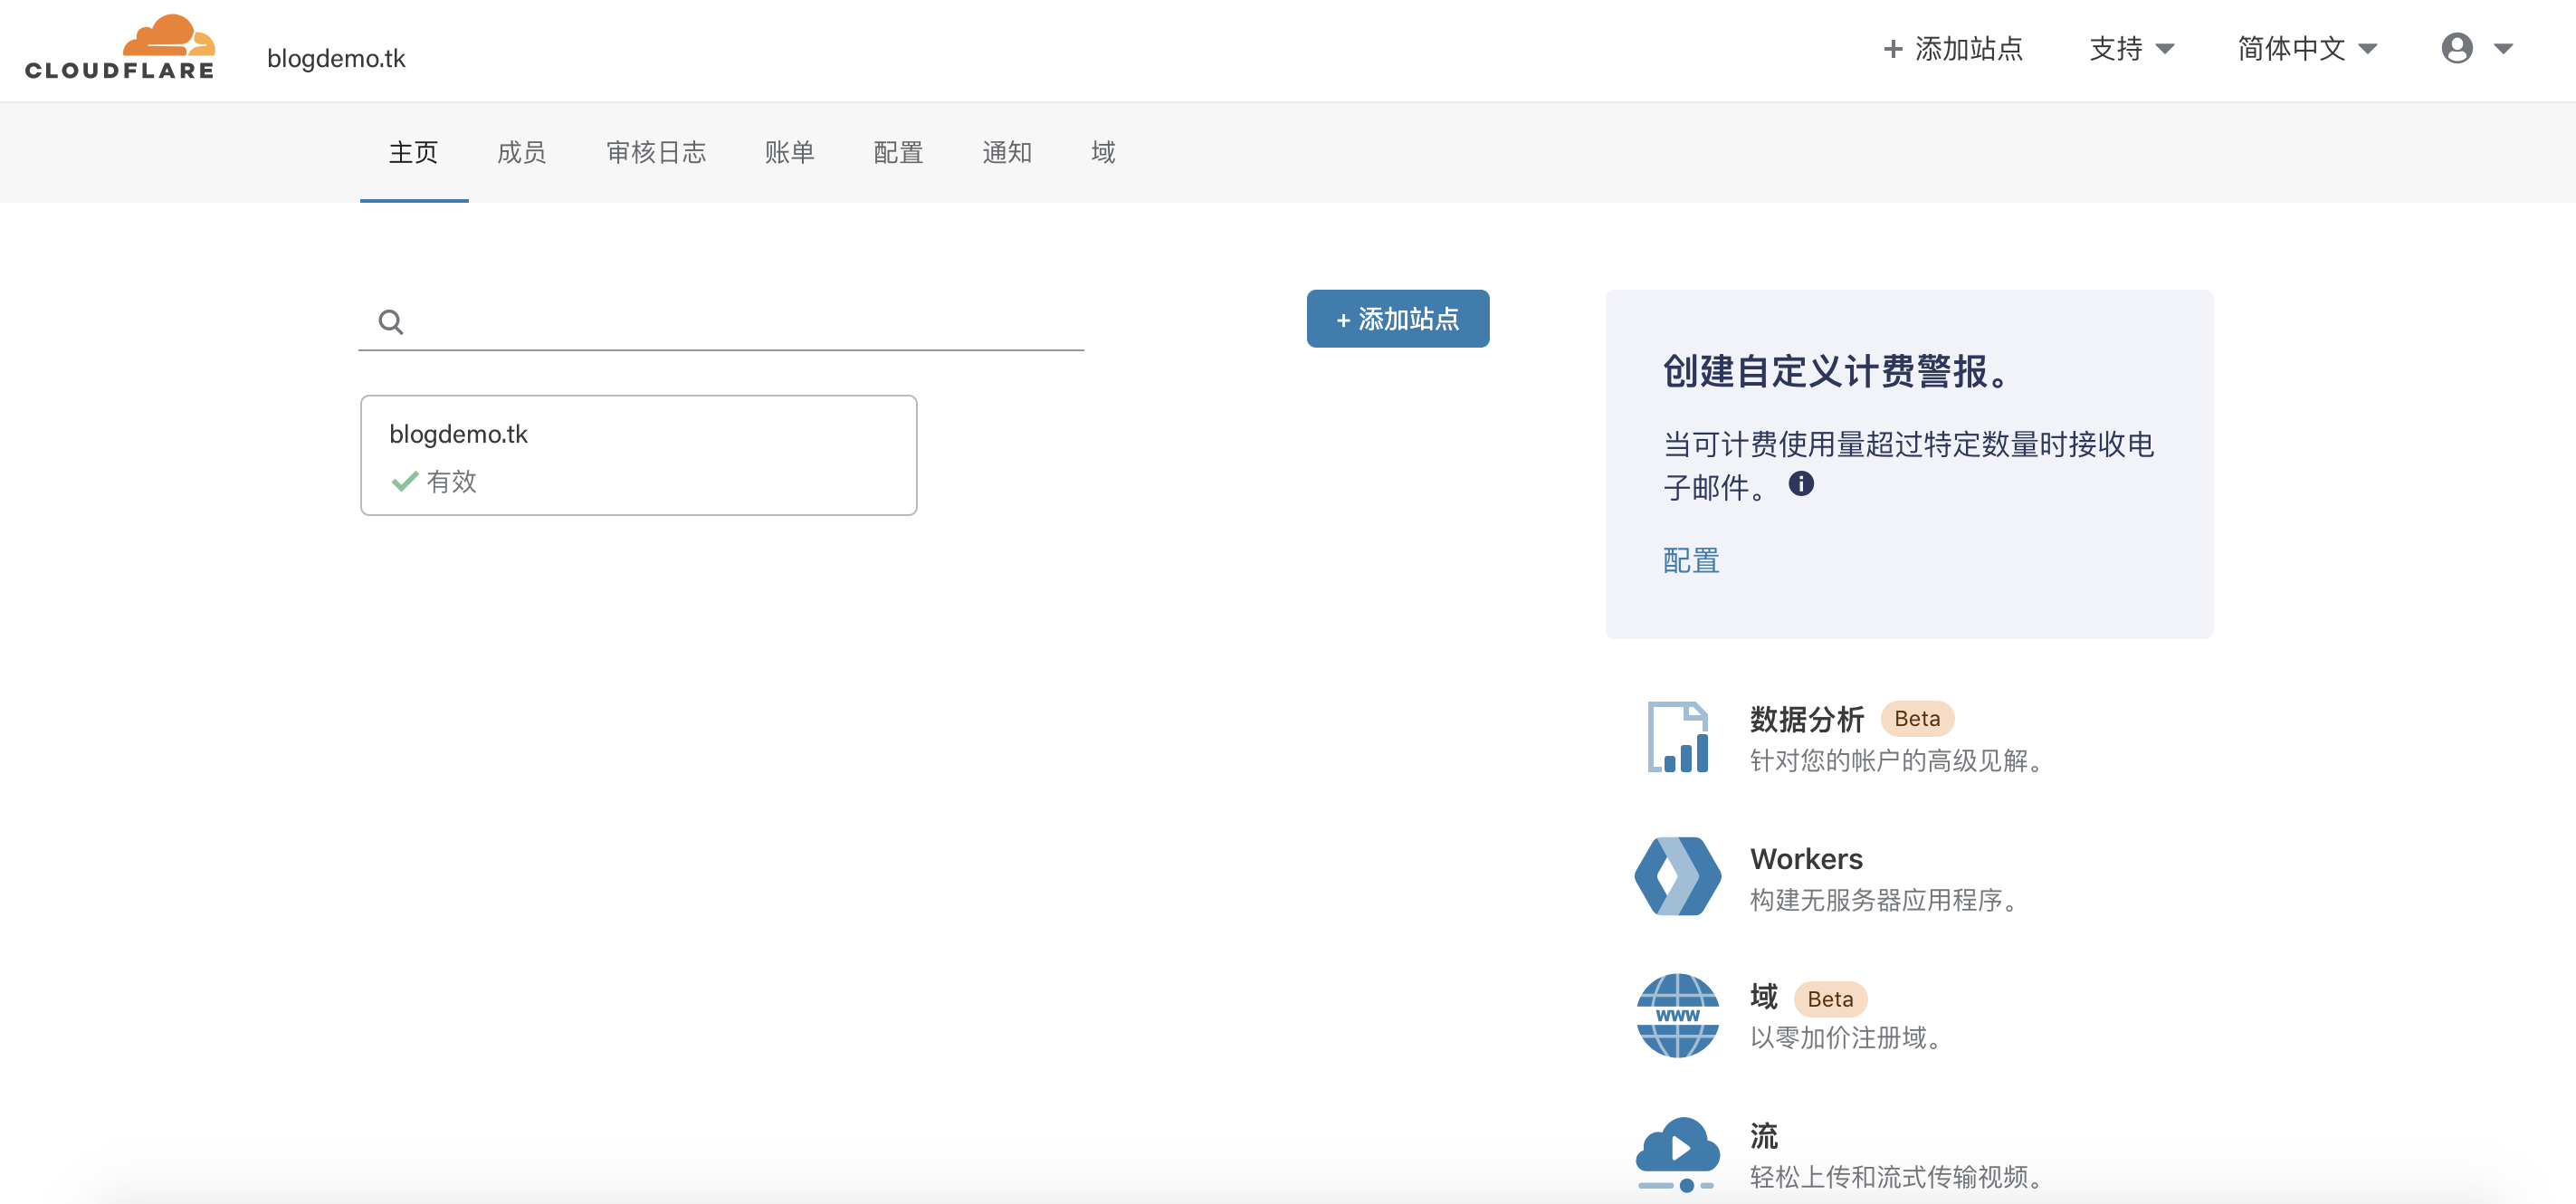 CLOUDFLARE
blogdemo.tk
+ 添加站点
支持
简体中文
主页
成员
审核日志
账单
配置
通知
域
+ 添加站点
blogdemo.tk
有效
创建自定义计费警报。
当可计费使用量超过特定数量时接收电
子邮件。
配置
数据分析 Beta
针对您的帐户的高级见解。
Workers
构建无服务器应用程序。
www
域 Beta
以零加价注册域。
流
轻松上传和流式传输视频。